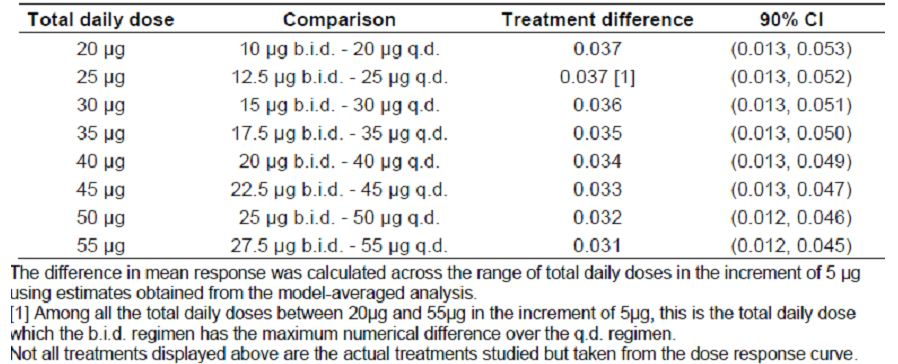 Total daily dose Comparison Treatment difference 90% CI
20 µg 10 µg b.i.d. - 20 µg q.d. 0.037 (0.013, 0.053)
25 µg 12.5 µg b.i.d. - 25 µg q.d. 0.037 [1] (0.013, 0.052)
30 µg 15 µg b.i.d. - 30 µg q.d. 0.036 (0.013, 0.051)
35 µg 17.5 µg b.i.d. - 35 µg q.d. 0.035 (0.013, 0.050)
40 µg 20 µg b.i.d. - 40 µg q.d. 0.034 (0.013, 0.049)
45 µg 22.5 µg b.i.d. - 45 µg q.d. 0.033 (0.013, 0.047)
50 µg 25 µg b.i.d. - 50 µg q.d. 0.032 (0.012, 0.046)
55 µg 27.5 µg b.i.d. - 55 µg q.d. 0.031 (0.012, 0.045)
The difference in mean response was calculated across the range of total daily doses in the increment of 5 µg
using estimates obtained from the model-averaged analysis.
[1] Among all the total daily doses between 20µg and 55µg in the increment of 5µg, this is the total daily dose
which the b.i.d. regimen has the maximum numerical difference over the q.d. regimen.
Not all treatments displayed above are the actual treatments studied but taken from the dose response curve.